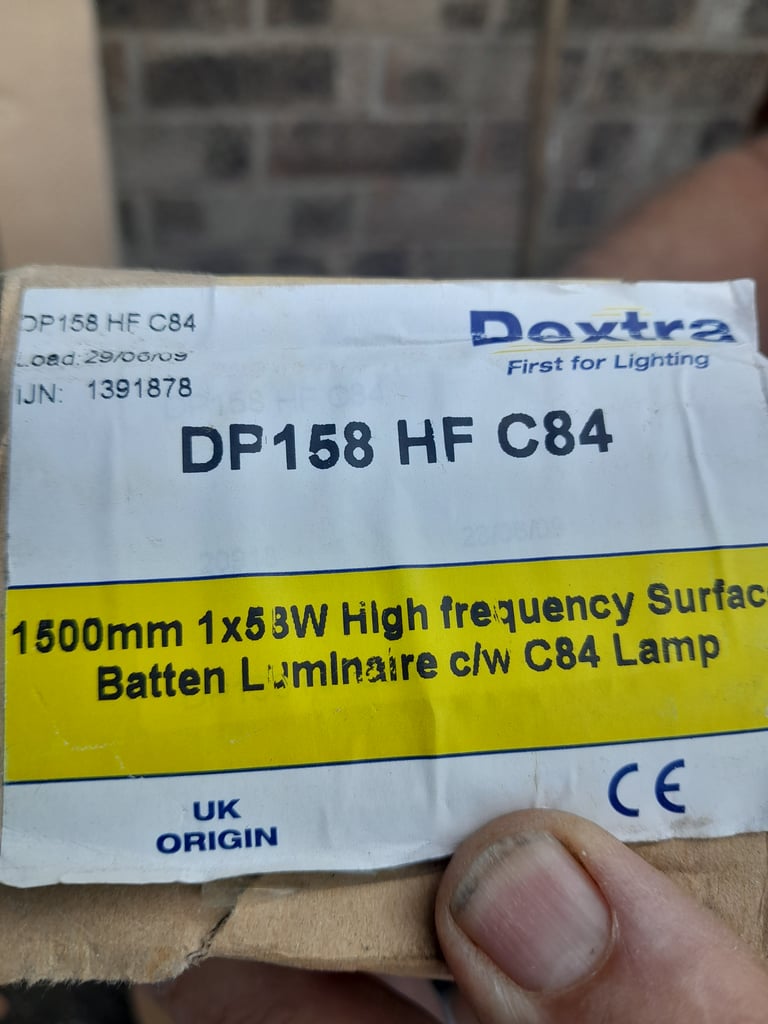 DP158 HF C84
Load: 29/06/09
IJN: 1391878
Dextra
First for Lighting
DP158 HF C84
1500mm 1x58W High frequency Surfac
Batten Luminaire c/w C84 Lamp
UK
ORIGIN
CE